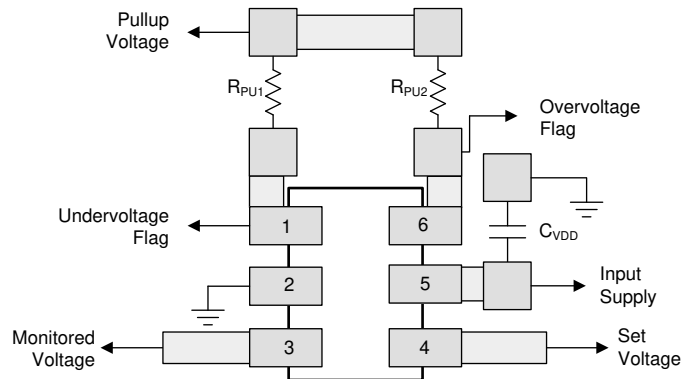 Pullup
Voltage
RPU1
RPU2
Overvoltage
Flag
Undervoltage
Flag
1
6
CVDD
2
5
Input
Supply
Monitored
Voltage
3
4
Set
Voltage